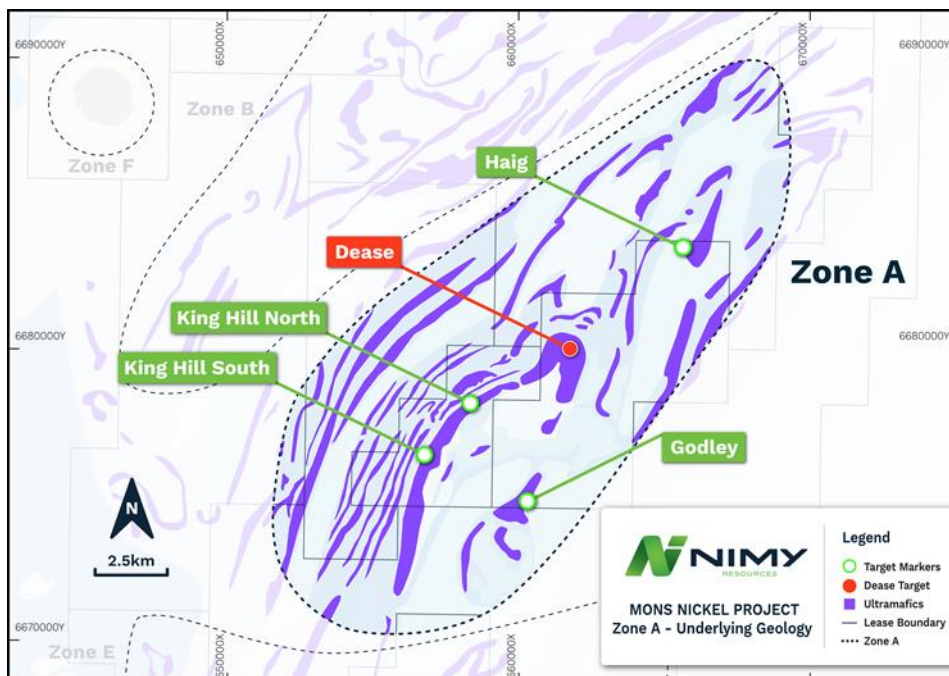 650000X
660000X
670000X
6690000Y
6690000Y
Zone B
Zone F
Haig
Dease
Zone A
King Hill North
6680000Y
6680000Y
King Hill South
Godley
N
2.5km
NIMY
RESOURCES
MONS NICKEL PROJECT
Zone A - Underlying Geology
Legend
Target Markers
Dease Target
Ultramafics
Lease Boundary
Zone A
6670000Y
Zone E
650000X
660000X